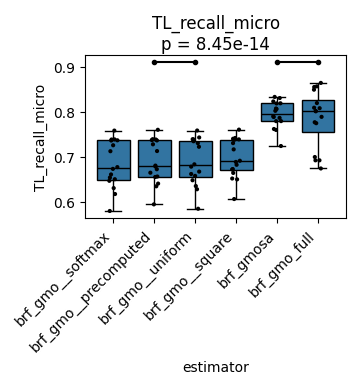 TL_recall_micro
p = 8.45e-14
TL_recall_micro
0.9
0.8
0.7
0.6
brf_gmo__softmax
brf_gmo__precomputed
brf_gmo__uniform
brf_gmo__square
brf_gmosa
brf_gmo_full
estimator